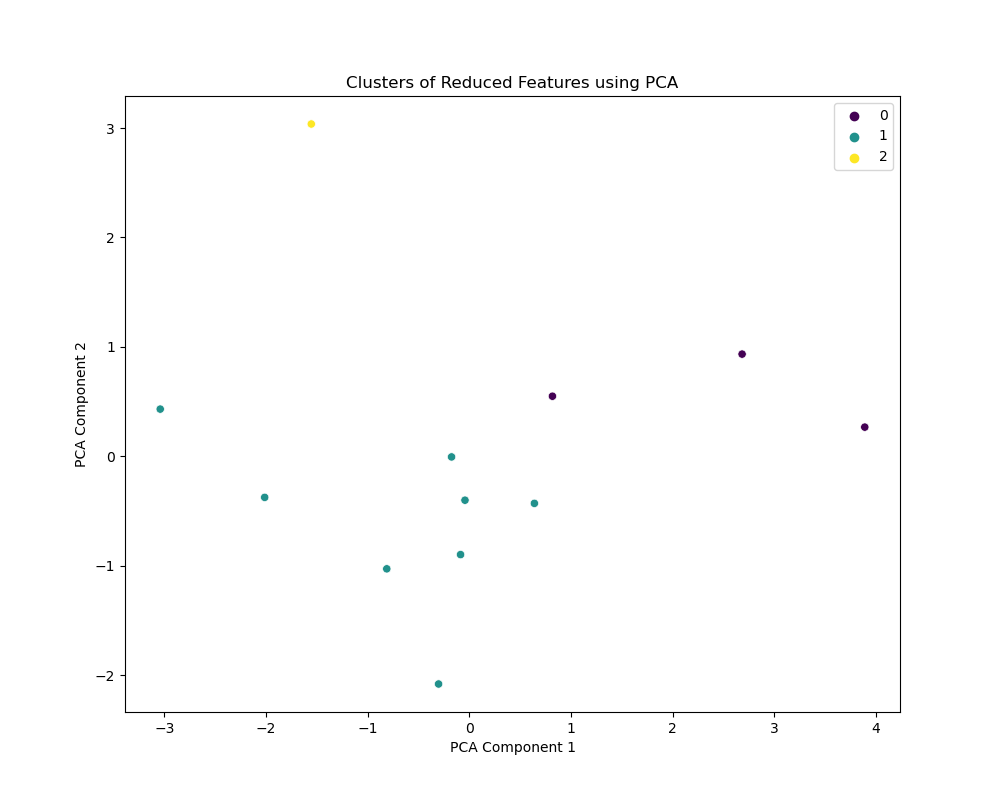 Clusters of Reduced Features using PCA
0
1
2
3
2
1
0
−1
−2
PCA Component 2
−3 −2 −1 0 1 2 3 4
PCA Component 1